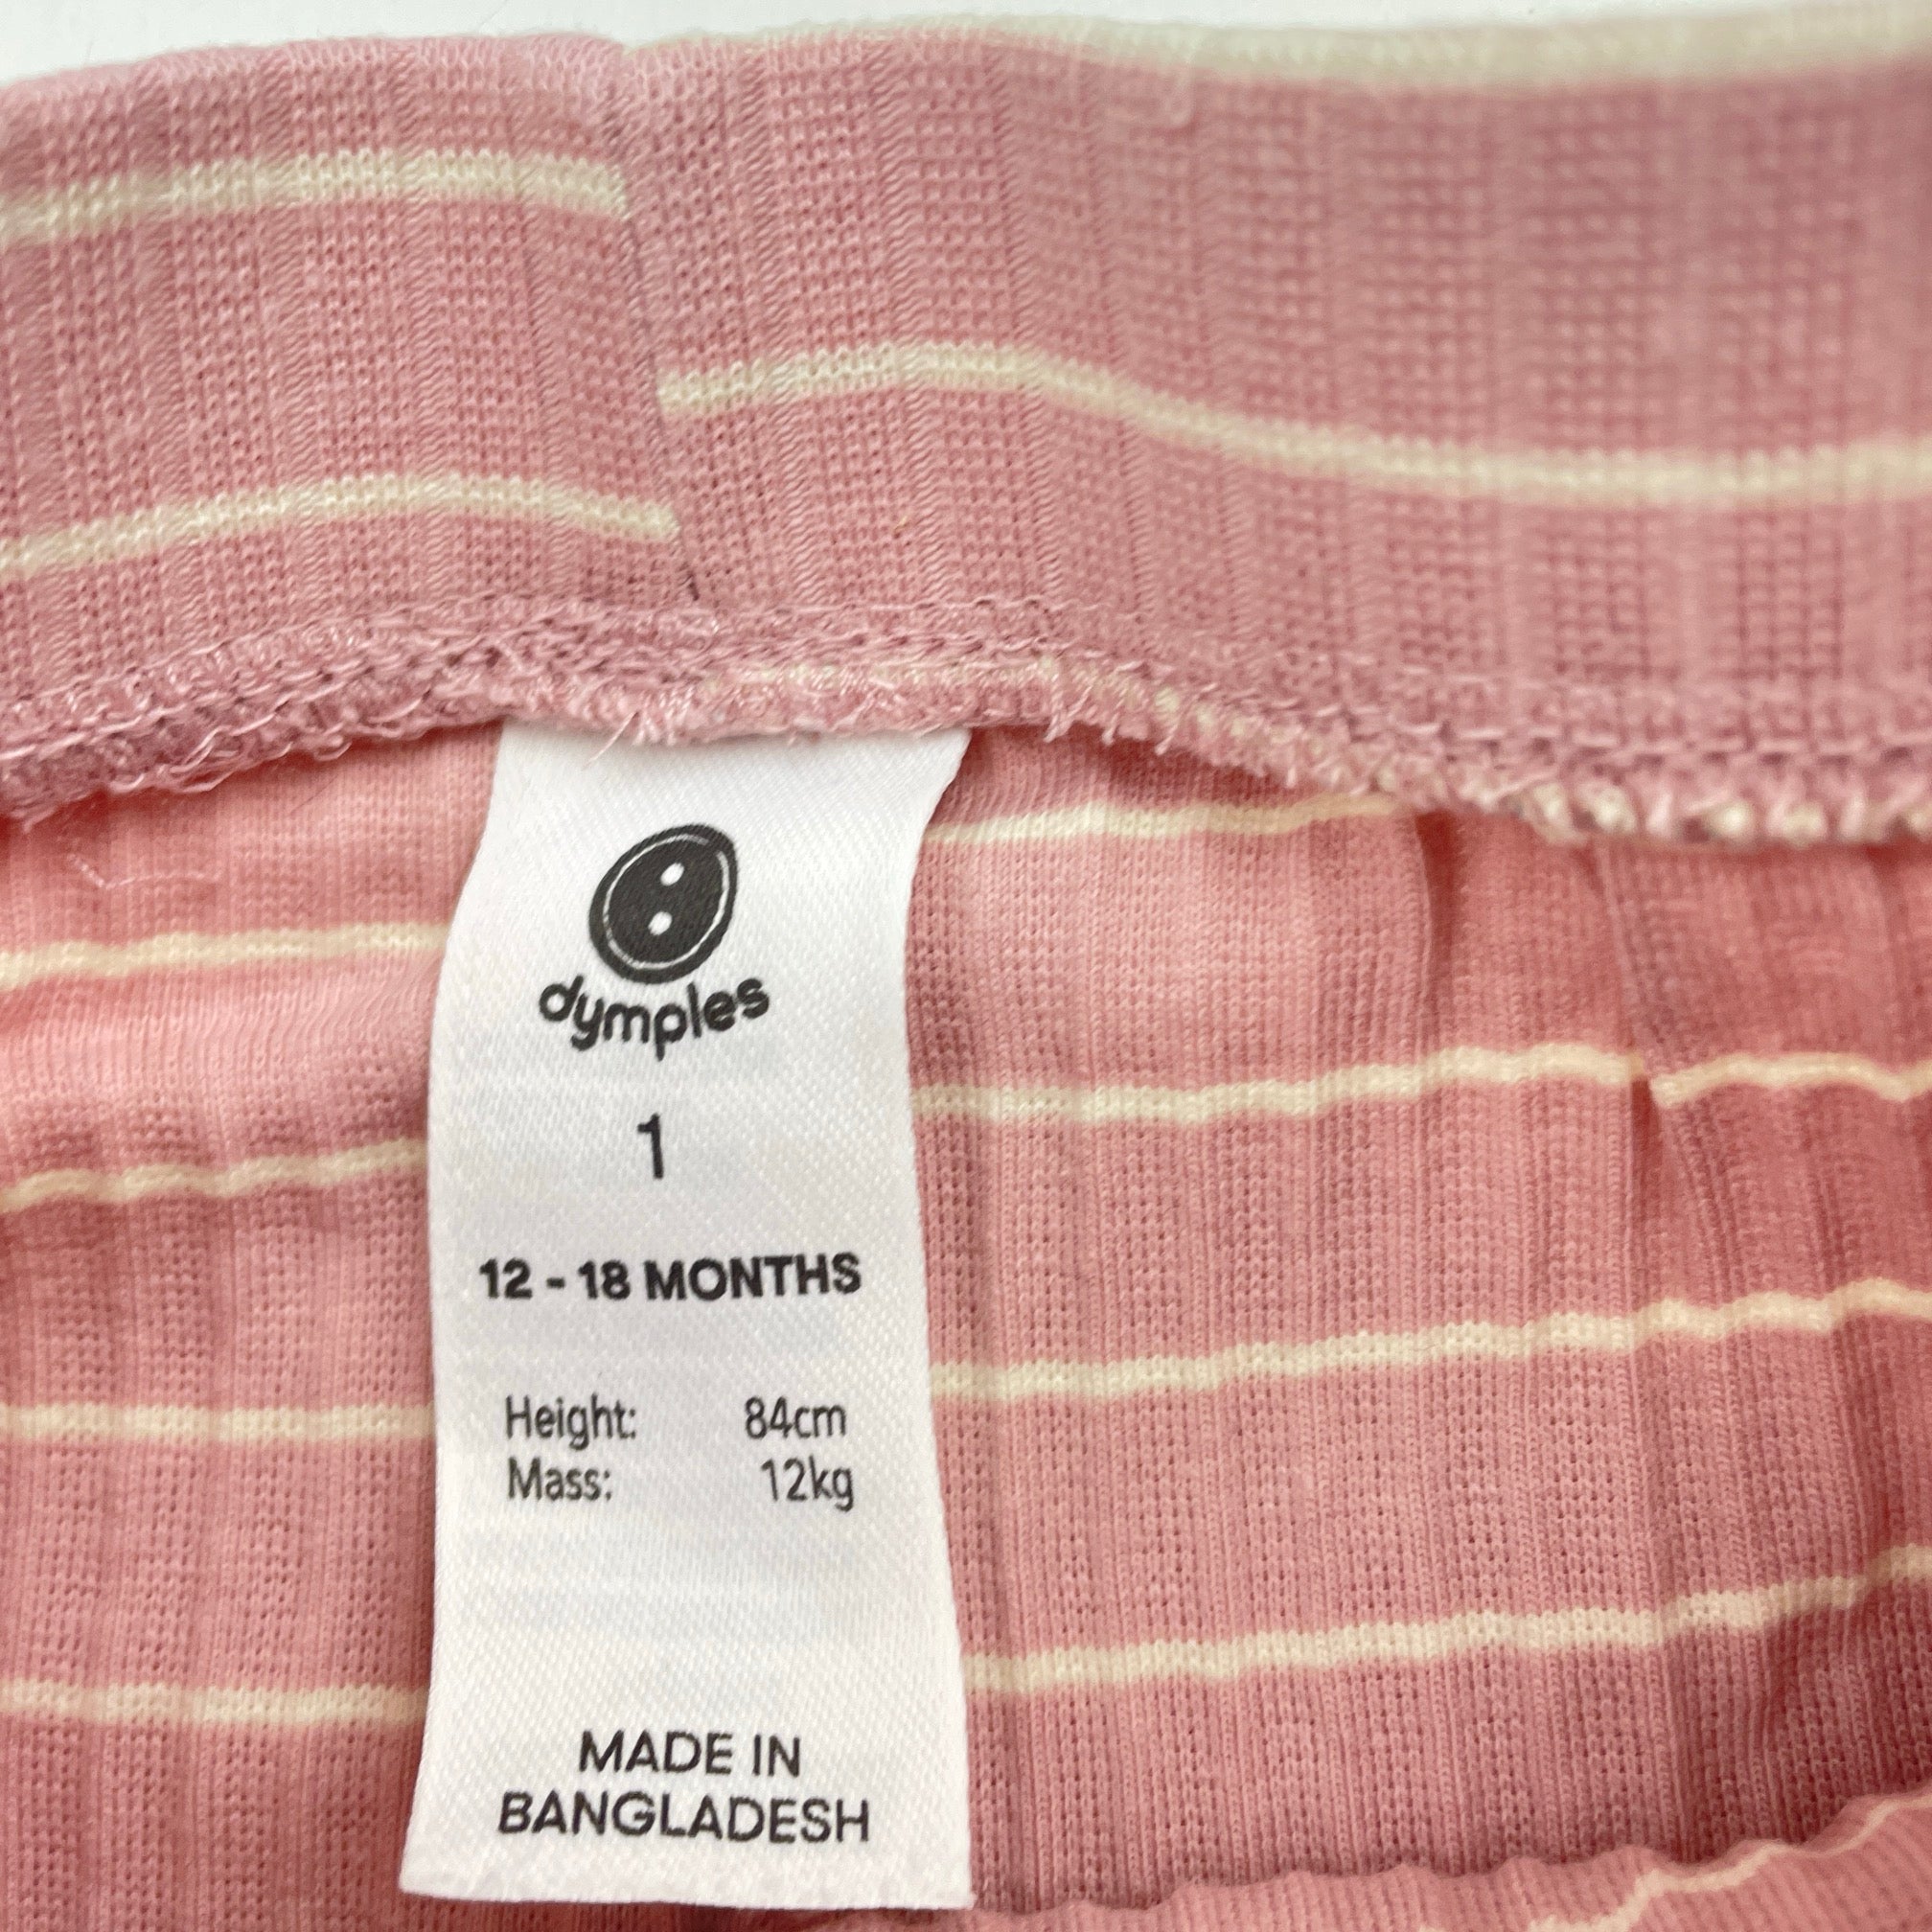 dymples
1
12 - 18 MONTHS
Height: 84cm
Mass: 12kg
MADE IN
BANGLADESH